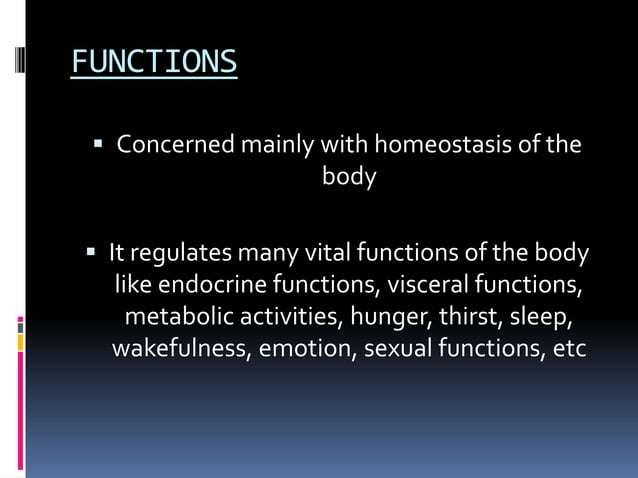 FUNCTIONS
▪ Concerned mainly with homeostasis of the
body
▪ It regulates many vital functions of the body
like endocrine functions, visceral functions,
metabolic activities, hunger, thirst, sleep,
wakefulness, emotion, sexual functions, etc